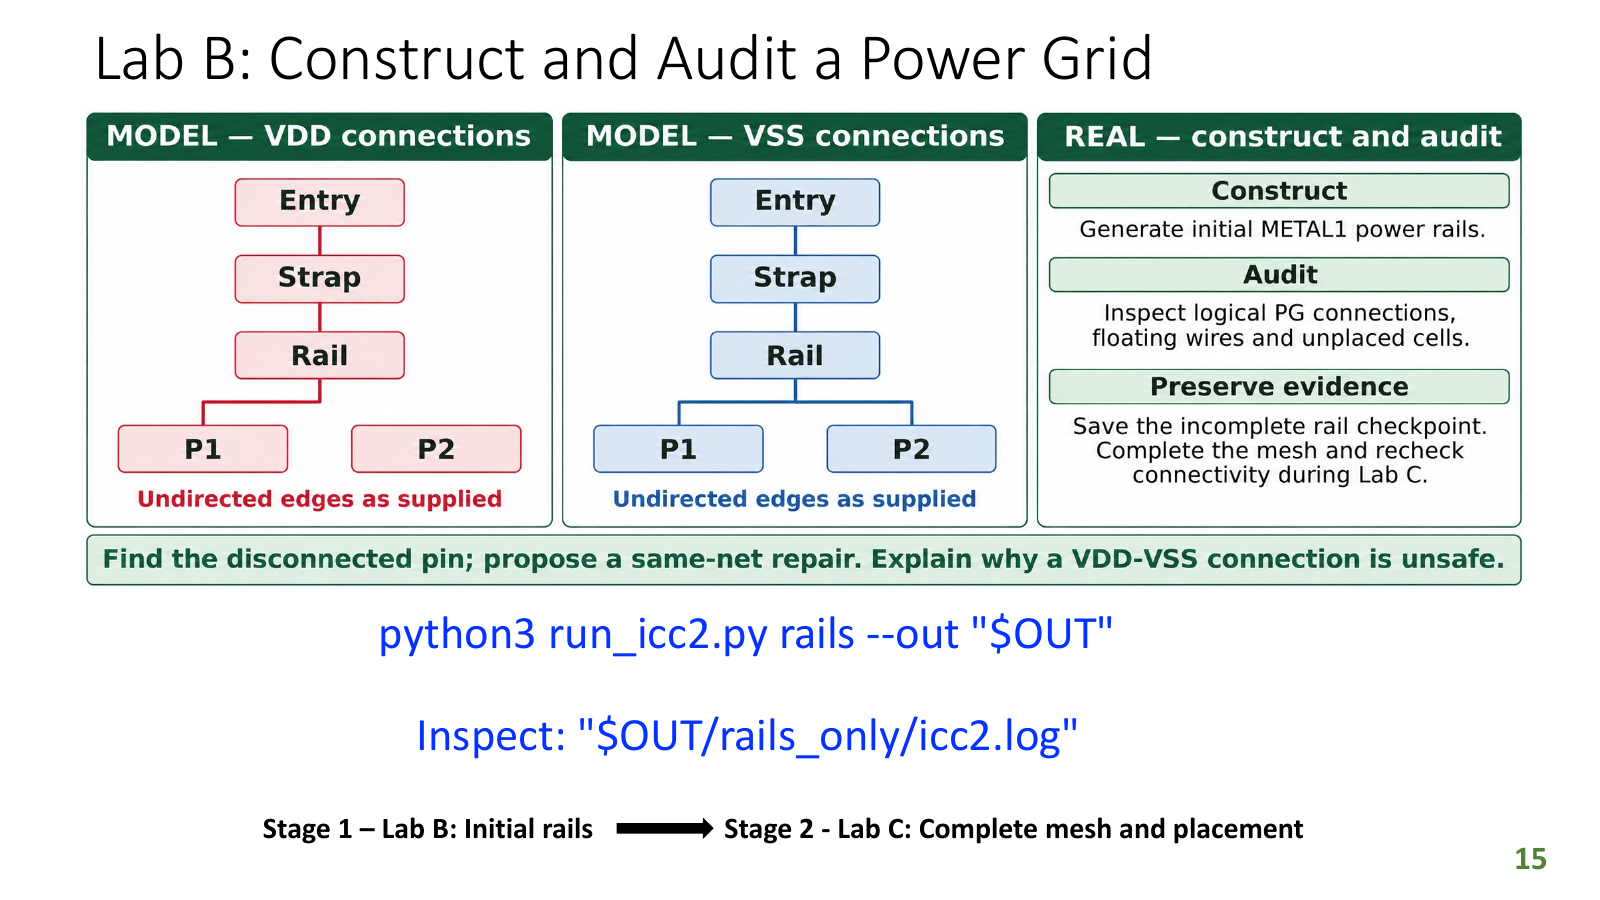 Lab B: Construct and Audit a Power Grid
MODEL — VDD connections
Entry
Strap
Rail
P1
P2
Undirected edges as supplied
MODEL — VSS connections
Entry
Strap
Rail
P1
P2
Undirected edges as supplied
REAL — construct and audit
Construct
Generate initial METAL1 power rails.
Audit
Inspect logical PG connections,
floating wires and unplaced cells.
Preserve evidence
Save the incomplete rail checkpoint.
Complete the mesh and recheck
connectivity during Lab C.
Find the disconnected pin; propose a same-net repair. Explain why a VDD-VSS connection is unsafe.
python3 run_icc2.py rails --out "$OUT"
Inspect: "$OUT/rails_only/icc2.log"
Stage 1 – Lab B: Initial rails
Stage 2 - Lab C: Complete mesh and placement
15